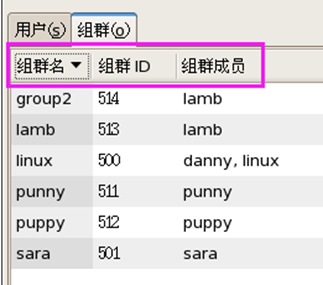 用户(s) 组群(o)
组群名 组群 ID 组群成员
group2 514 lamb
lamb 513 lamb
linux 500 danny, linux
punny 511 punny
puppy 512 puppy
sara 501 sara